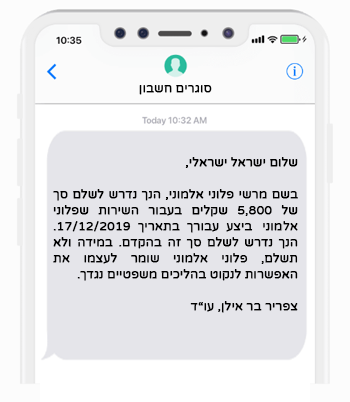 10:35
סוגרים חשבון
Today 10:32 AM
שלום ישראל ישראלי,
בשם מרשי פלוני אלמוני, הנך נדרש לשלם סך
של 5,800 שקלים בעבור השירות שפלוני
אלמוני ביצע עבורך בתאריך 17/12/2019.
הנך נדרש לשלם סך זה בהקדם. במידה ולא
תשלם, פלוני אלמוני שומר לעצמו את
האפשרות לנקוט בהליכים משפטיים נגדך.
צפריר בר אילן, עו"ד